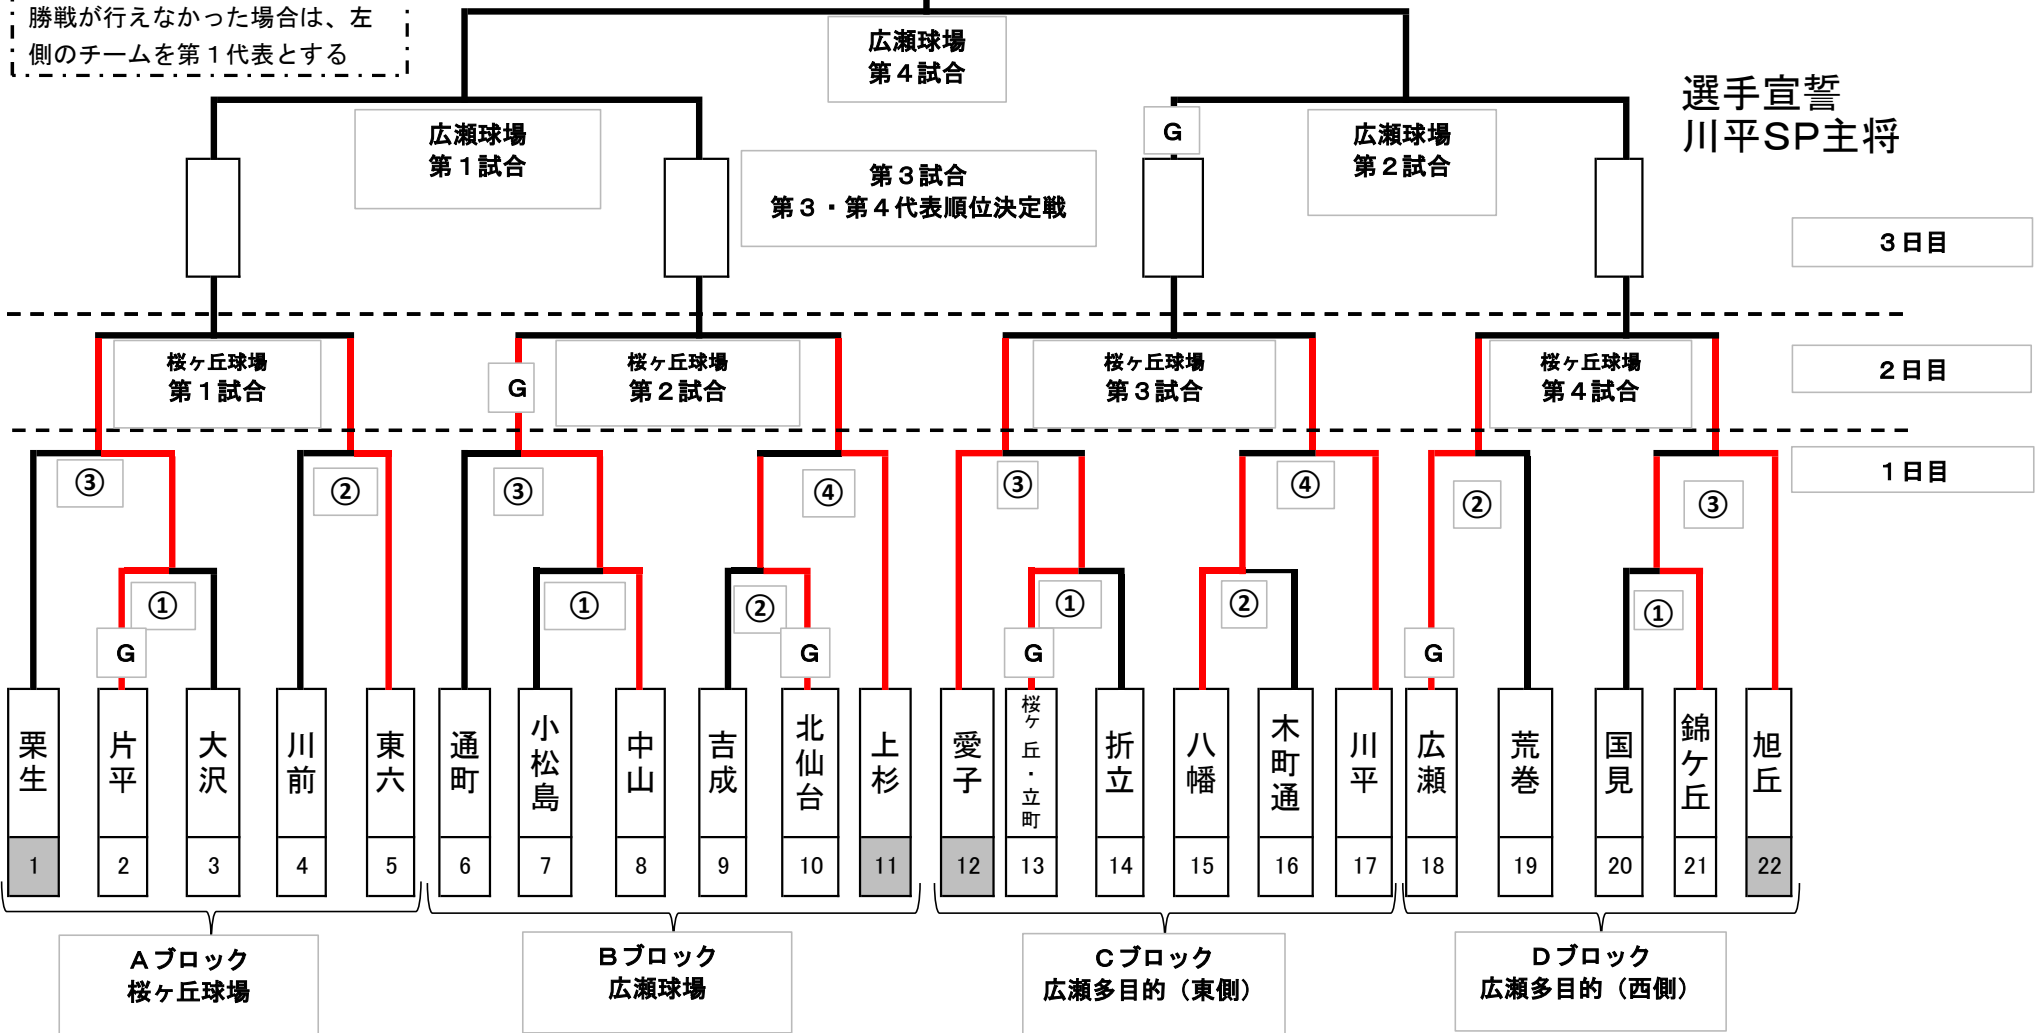 勝戦が行えなかった場合は、左
側のチームを第１代表とする
広瀬球場
第４試合
選手宣誓
川平SP主将
広瀬球場
第１試合
G
広瀬球場
第２試合
第３試合
第３・第４代表順位決定戦
３日目
桜ヶ丘球場
第１試合
G
桜ヶ丘球場
第２試合
桜ヶ丘球場
第３試合
桜ヶ丘球場
第４試合
２日目
１日目
③
②
③
④
③
④
②
③
①
①
②
①
②
①
G
G
G
G
栗生
片平
大沢
川前
東六
通町
小松島
中山
吉成
北仙台
上杉
愛子
桜ケ丘・立町
折立
八幡
木町通
川平
広瀬
荒巻
国見
錦ケ丘
旭丘
1
2
3
4
5
6
7
8
9
10
11
12
13
14
15
16
17
18
19
20
21
22
Ａブロック
桜ヶ丘球場
Ｂブロック
広瀬球場
Ｃブロック
広瀬多目的（東側）
Ｄブロック
広瀬多目的（西側）